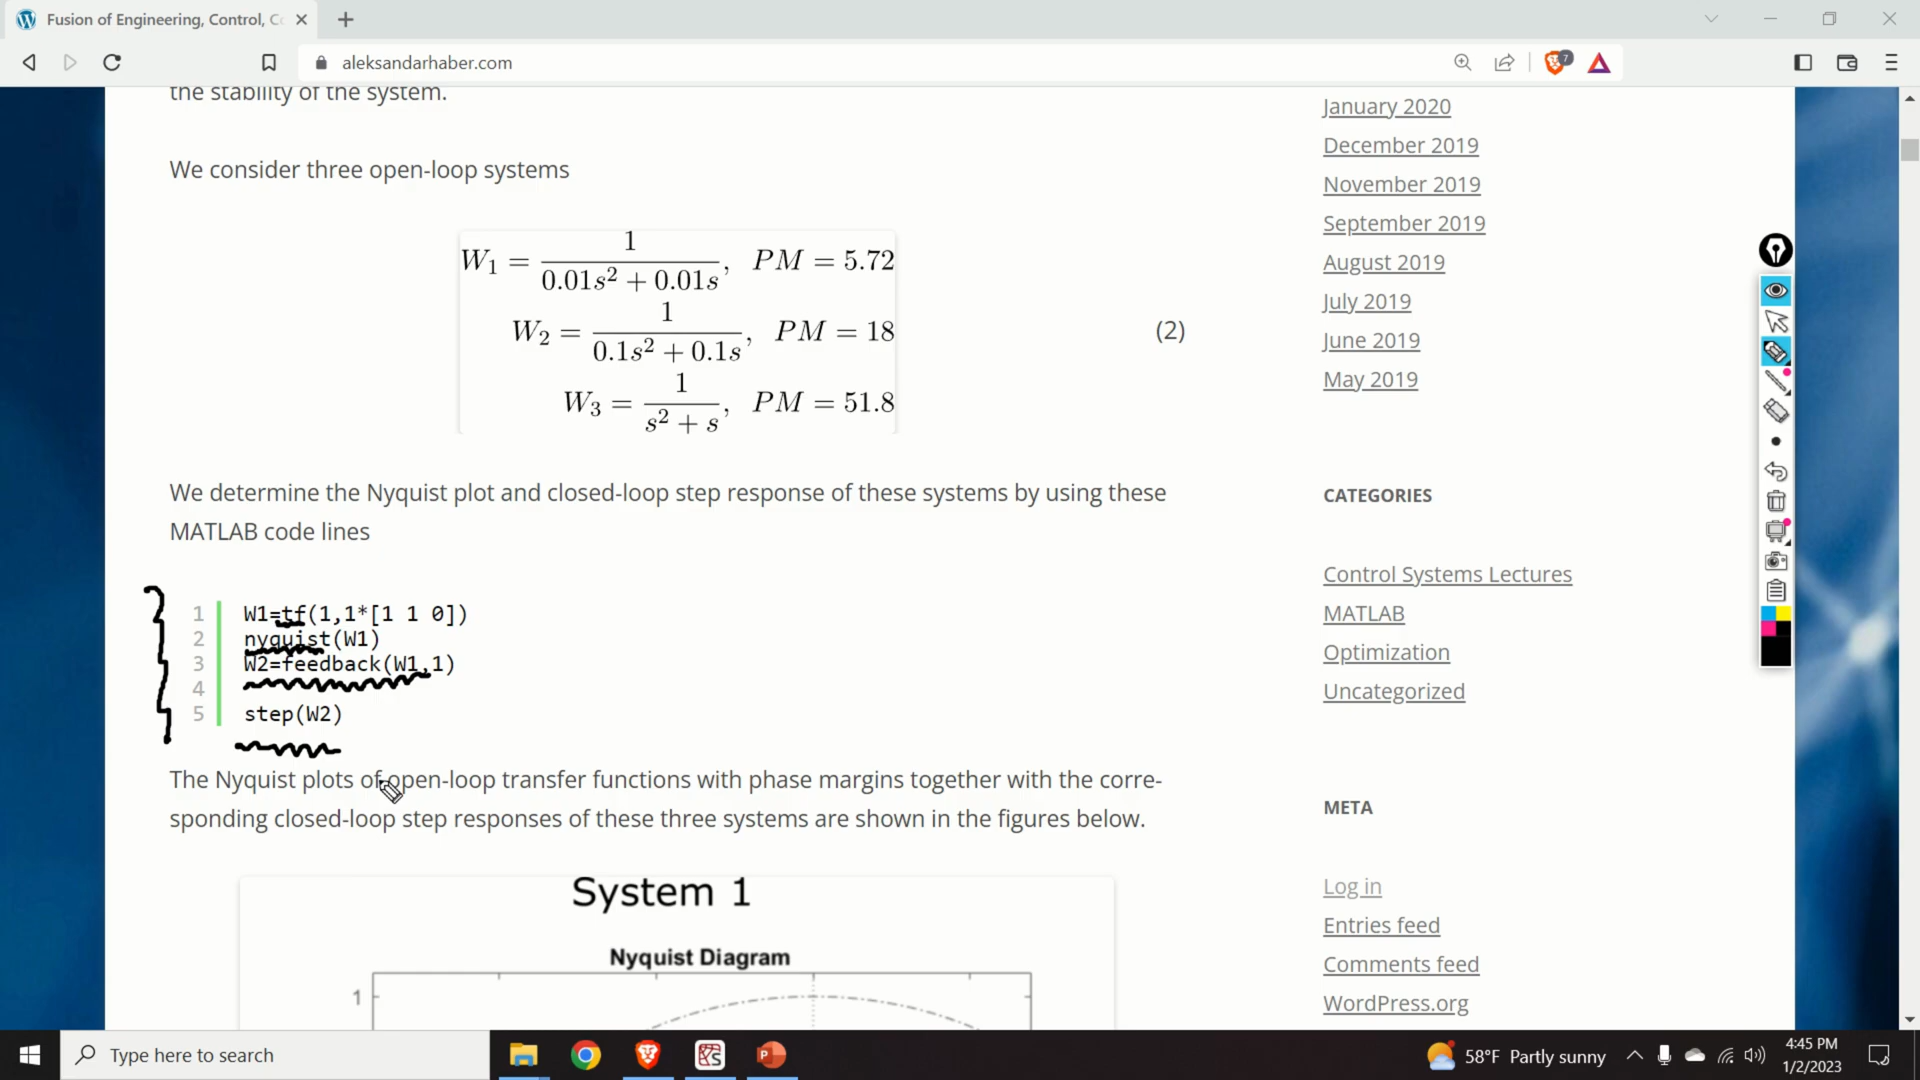 Fusion of Engineering, Control, Co
aleksandarhaber.com
7
the stability of the system.
We consider three open-loop systems
W₁ = 1 / (0.01s² + 0.01s), PM = 5.72
W₂ = 1 / (0.1s² + 0.1s), PM = 18
W₃ = 1 / (s² + s), PM = 51.8
(2)
We determine the Nyquist plot and closed-loop step response of these systems by using these
MATLAB code lines
1 W1=tf(1,1*[1 1 0])
2 nyquist(W1)
3 W2=feedback(W1,1)
4
5 step(W2)
The Nyquist plots of open-loop transfer functions with phase margins together with the corre-
sponding closed-loop step responses of these three systems are shown in the figures below.
System 1
Nyquist Diagram
1
January 2020
December 2019
November 2019
September 2019
August 2019
July 2019
June 2019
May 2019
CATEGORIES
Control Systems Lectures
MATLAB
Optimization
Uncategorized
META
Log in
Entries feed
Comments feed
WordPress.org
Type here to search
58°F Partly sunny
4:45 PM
1/2/2023